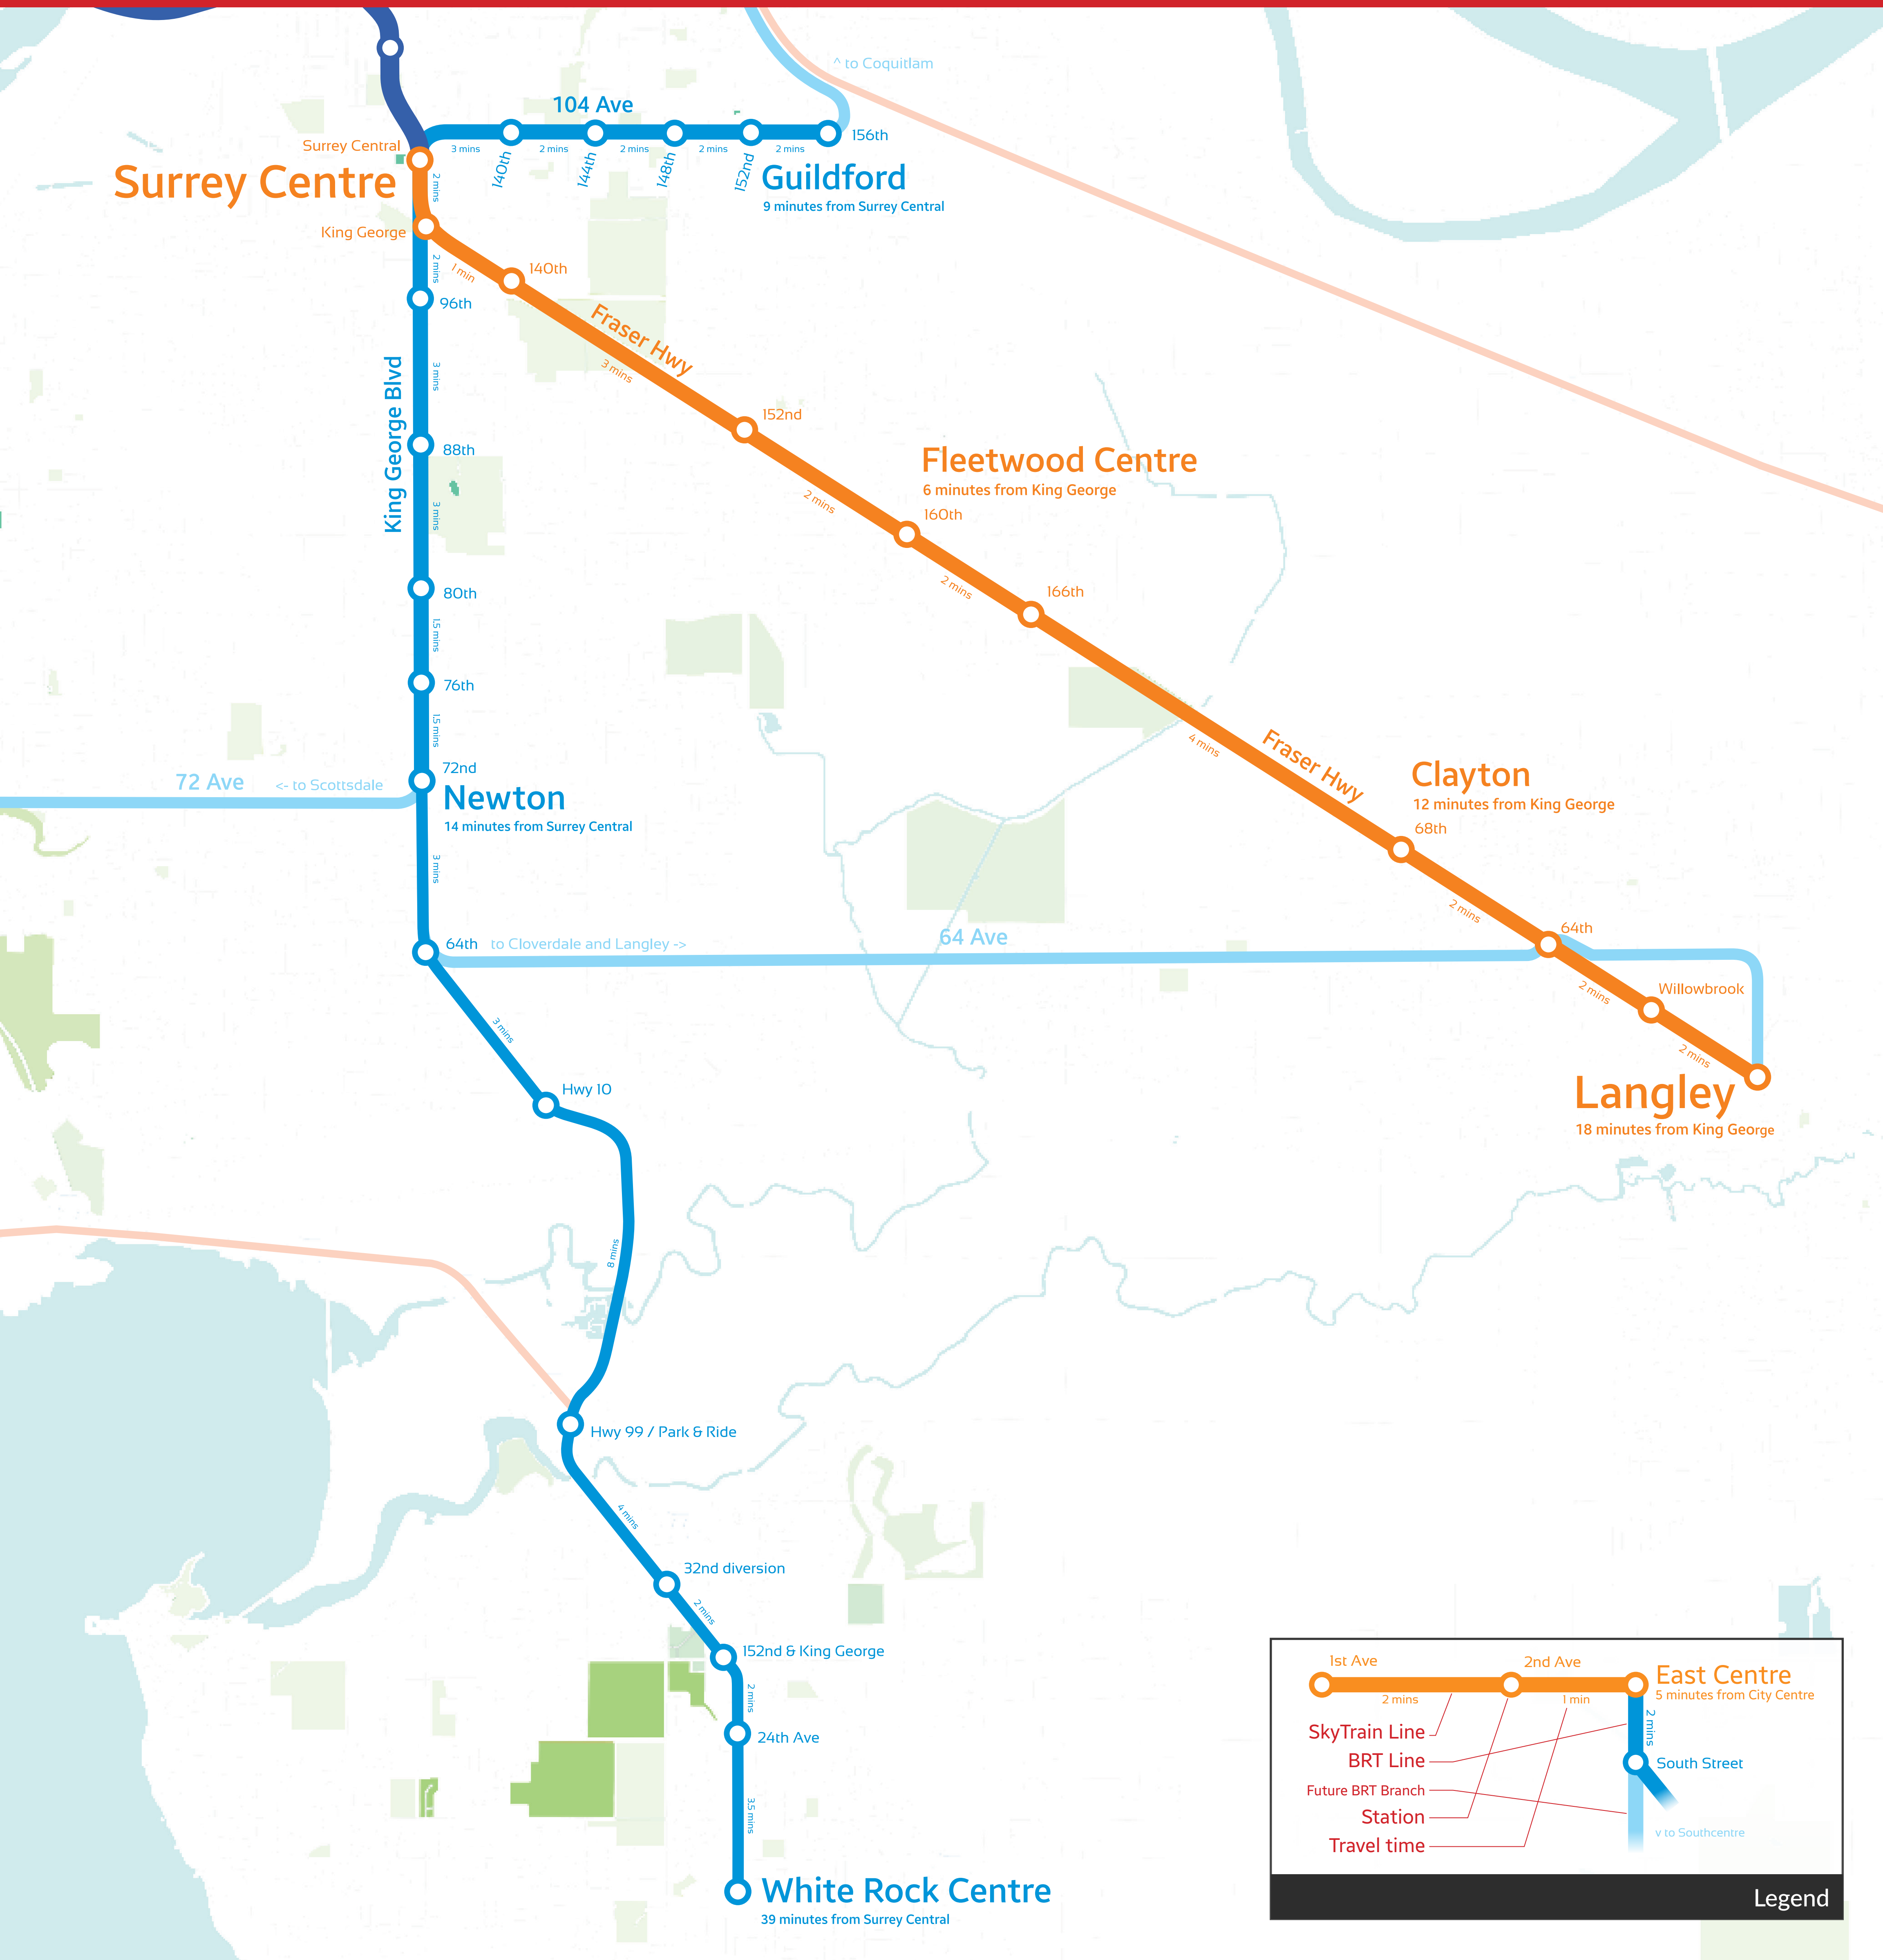 ^ to Coquitlam
104 Ave
156th
Surrey Central
3 mins
2 mins
2 mins
2 mins
2 mins
140th
144th
148th
152nd
Surrey Centre
Guildford
9 minutes from Surrey Central
2 mins
King George
2 mins
1 min
140th
96th
Fraser Hwy
3 mins
King George Blvd
3 mins
152nd
88th
Fleetwood Centre
6 minutes from King George
160th
2 mins
3 mins
2 mins
166th
80th
1.5 mins
76th
1.5 mins
4 mins
Fraser Hwy
72nd
72 Ave
<- to Scottsdale
Newton
14 minutes from Surrey Central
Clayton
12 minutes from King George
68th
3 mins
2 mins
64th
to Cloverdale and Langley ->
64 Ave
64th
2 mins
Willowbrook
3 mins
2 mins
Hwy 10
Langley
18 minutes from King George
8 mins
Hwy 99 / Park & Ride
4 mins
32nd diversion
2 mins
152nd & King George
2 mins
24th Ave
3.5 mins
White Rock Centre
39 minutes from Surrey Central
1st Ave
2nd Ave
East Centre
5 minutes from City Centre
2 mins
1 min
2 mins
SkyTrain Line
BRT Line
South Street
Future BRT Branch
Station
v to Southcentre
Travel time
Legend